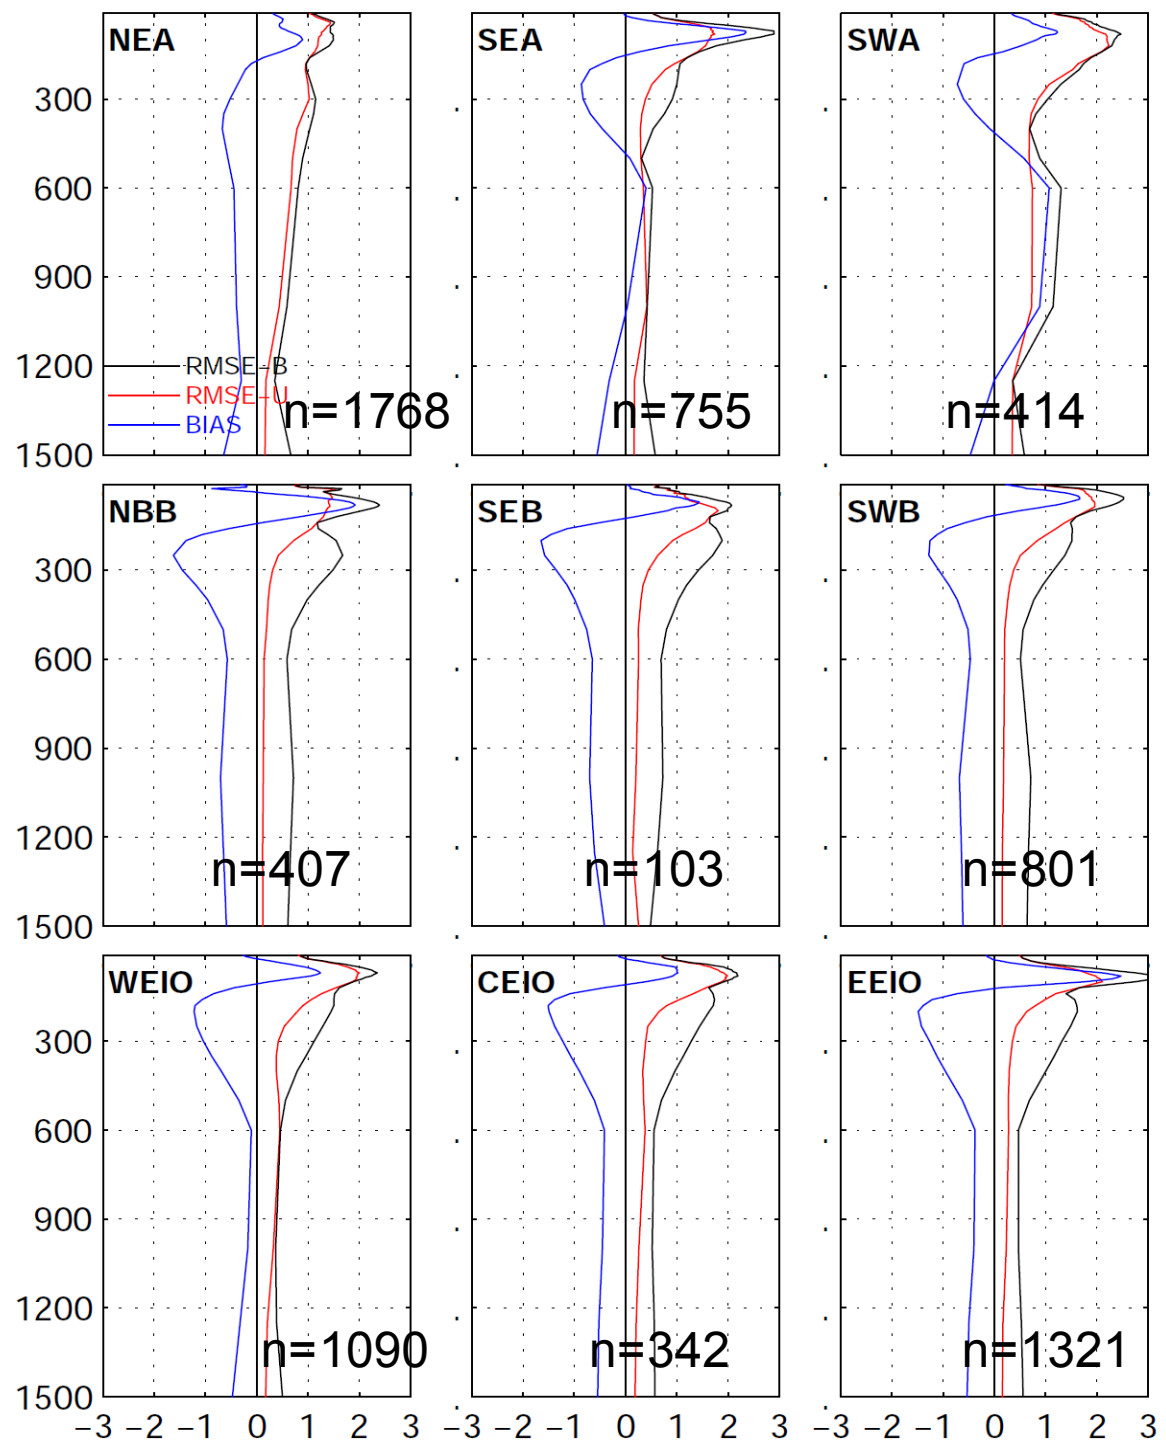 NEA SEA SWA
300
600
900
1200
1500
RMSE-B
RMSE-U
BIAS
n=1768 n=755 n=414
NBB SEB SWB
300
600
900
1200
1500
n=407 n=103 n=801
WEIO CEIO EEIO
300
600
900
1200
1500
n=1090 n=342 n=1321
−3 −2 −1 0 1 2 3 −3 −2 −1 0 1 2 3 −3 −2 −1 0 1 2 3